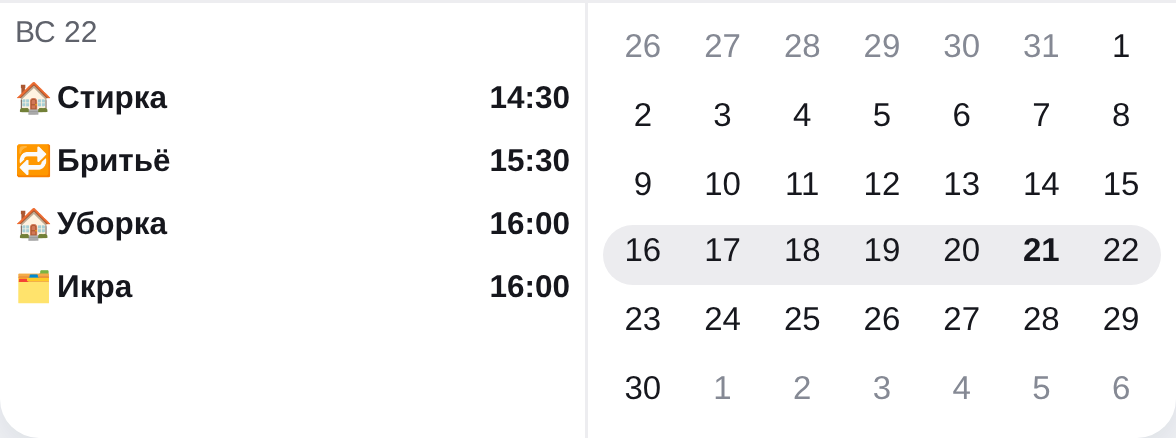 ВС 22
Стирка 14:30
Бритьё 15:30
Уборка 16:00
Икра 16:00
26 27 28 29 30 31 1
2 3 4 5 6 7 8
9 10 11 12 13 14 15
16 17 18 19 20 21 22
23 24 25 26 27 28 29
30 1 2 3 4 5 6